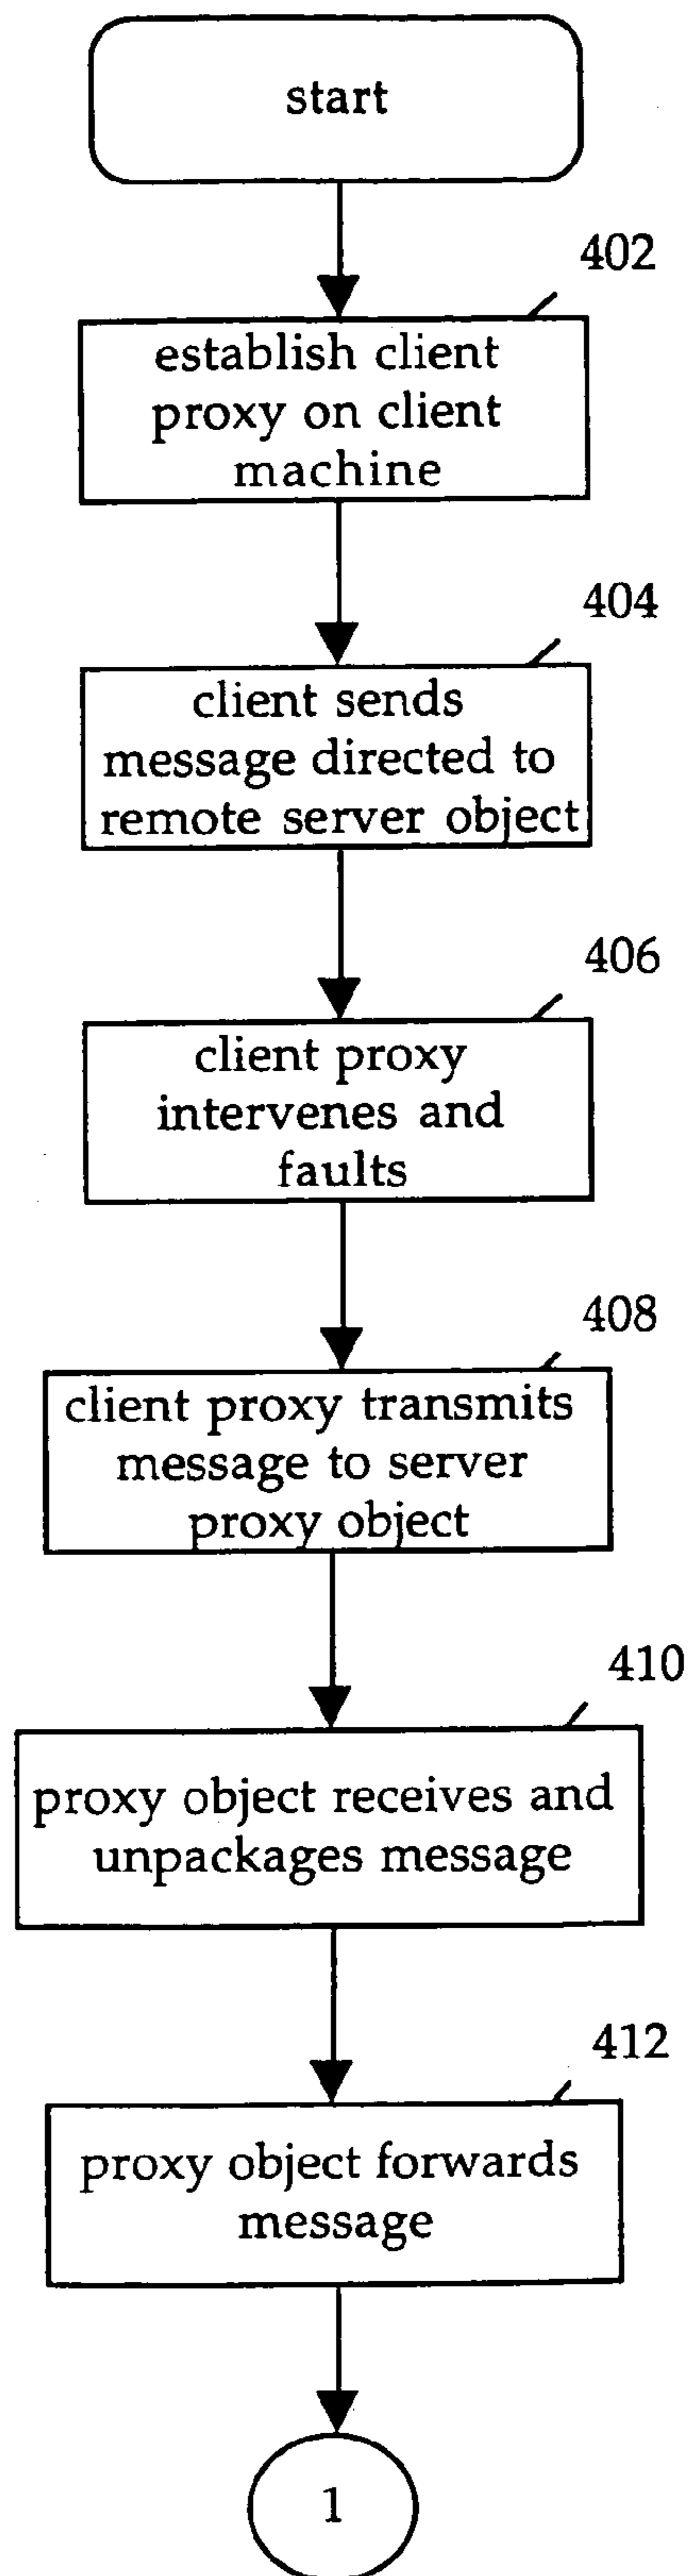 start
402
establish client
proxy on client
machine
404
client sends
message directed to
remote server object
406
client proxy
intervenes and
faults
408
client proxy transmits
message to server
proxy object
410
proxy object receives and
unpackages message
412
proxy object forwards
message
1